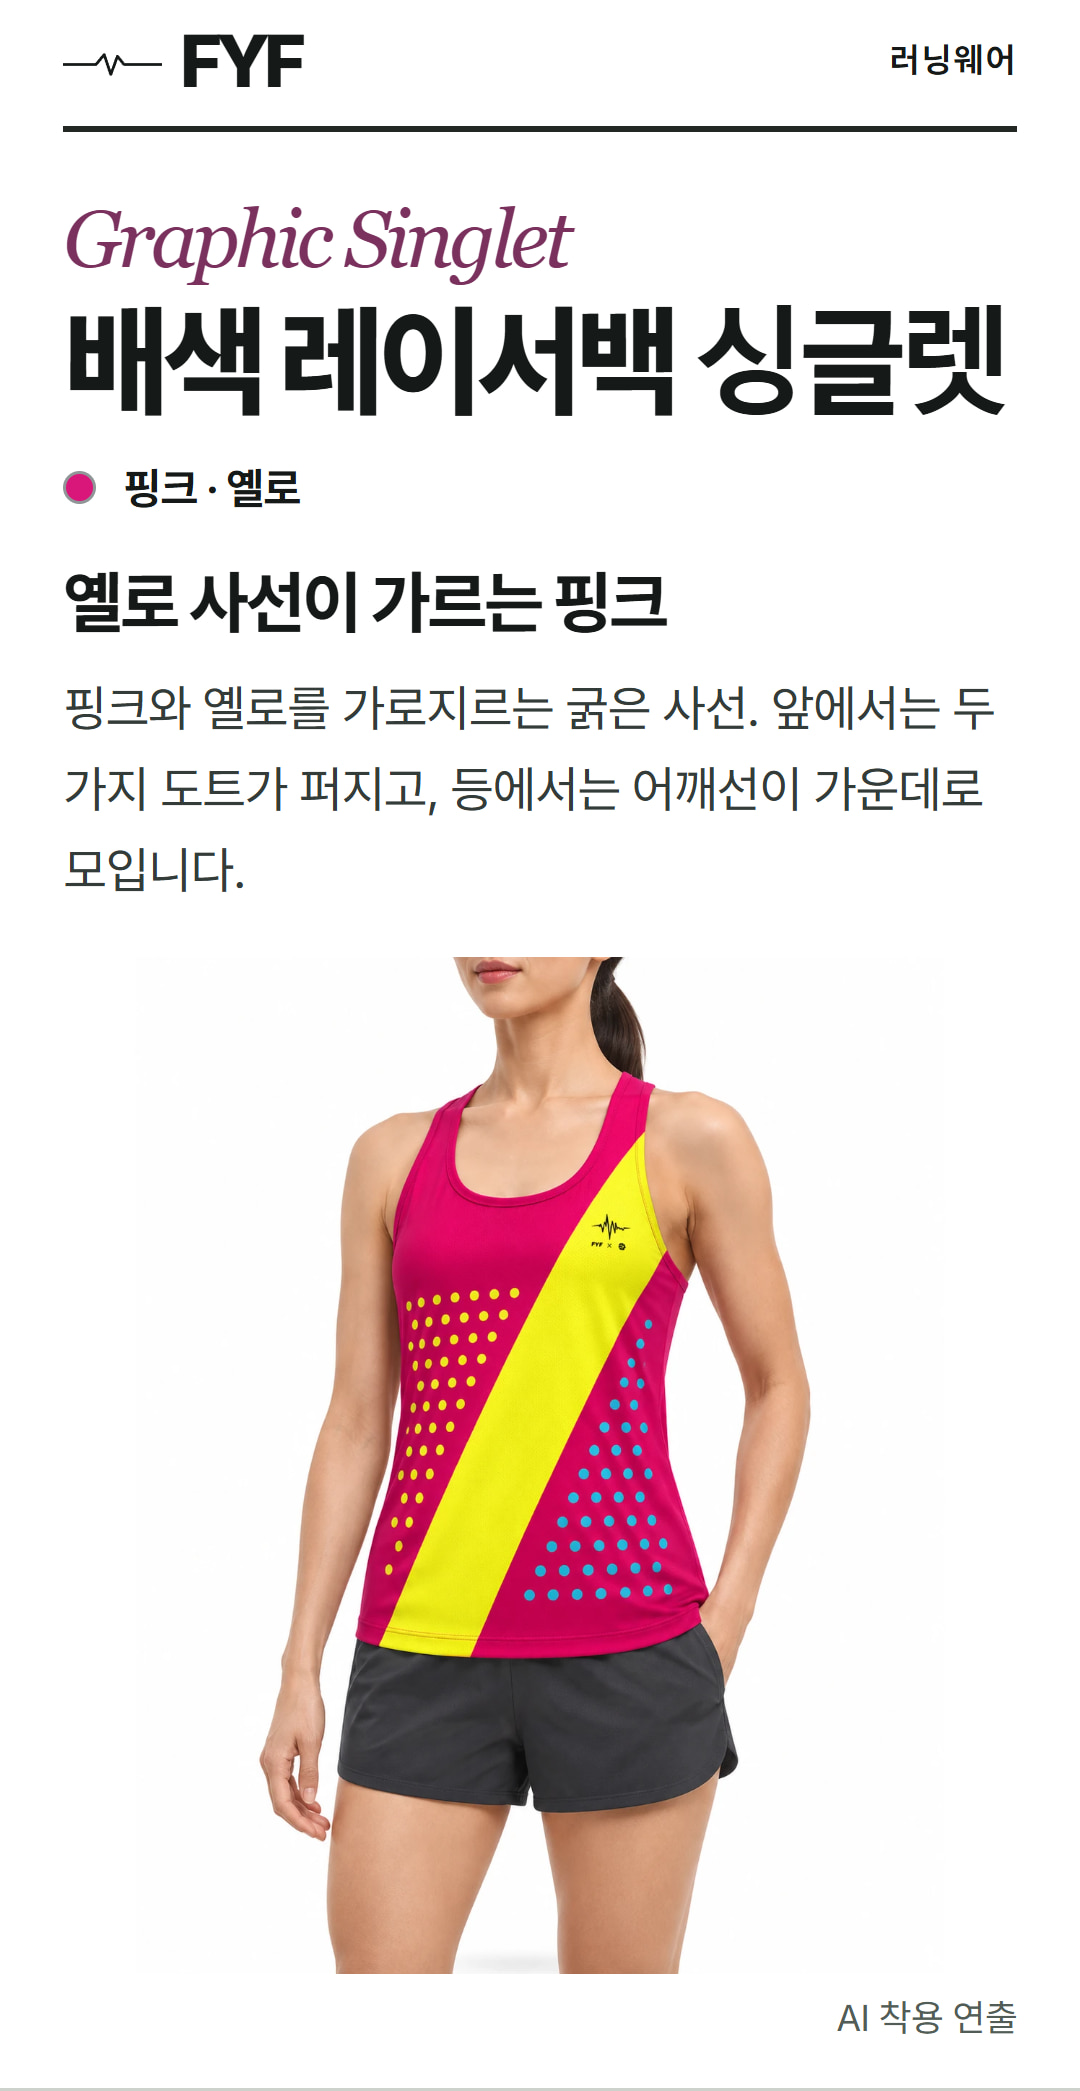 FYF
러닝웨어
Graphic Singlet
배색 레이서백 싱글렛
핑크 · 옐로
옐로 사선이 가르는 핑크
핑크와 옐로를 가로지르는 굵은 사선. 앞에서는 두
가지 도트가 퍼지고, 등에서는 어깨선이 가운데로
모입니다.
FYF ×
AI 착용 연출